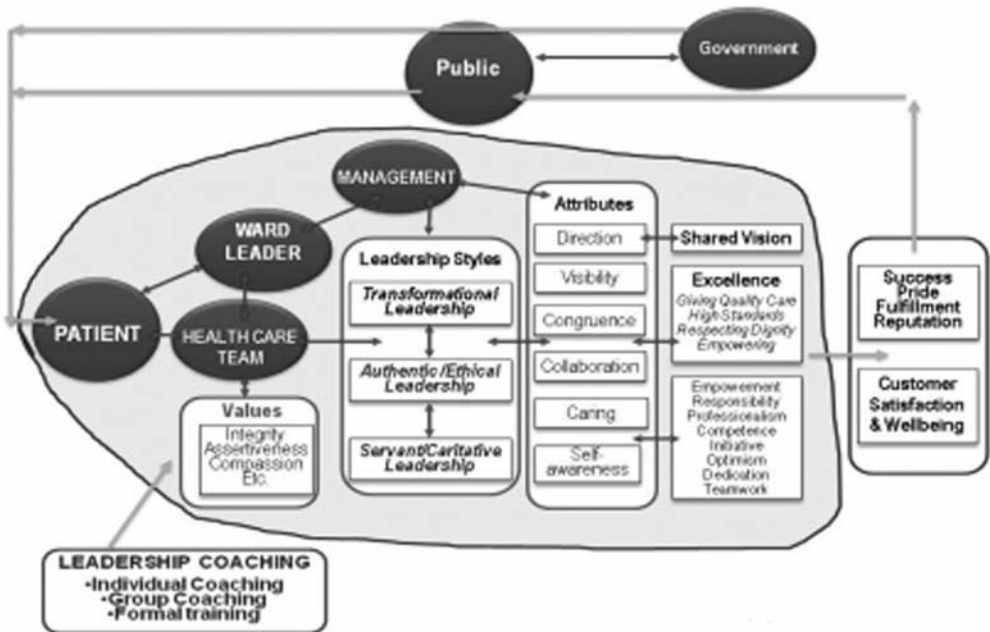 Government
Public
MANAGEMENT
WARD
LEADER
PATIENT
HEALTH CARE
TEAM
Values
Integrity
Assertiveness
Compassion
Etc.
Leadership Styles
Transformational
Leadership
Authentic/Ethical
Leadership
Servant/Caritative
Leadership
Attributes
Direction
Visibility
Congruence
Collaboration
Caring
Self-
awareness
Shared Vision
Excellence
Giving Quality Care
High Standards
Respecting Dignity
Empowering
Empowerment
Responsibility
Professionalism
Competence
Initiative
Optimism
Dedication
Teamwork
Success
Pride
Fulfillment
Reputation
Customer
Satisfaction
& Wellbeing
LEADERSHIP COACHING
•Individual Coaching
•Group Coaching
•Formal training